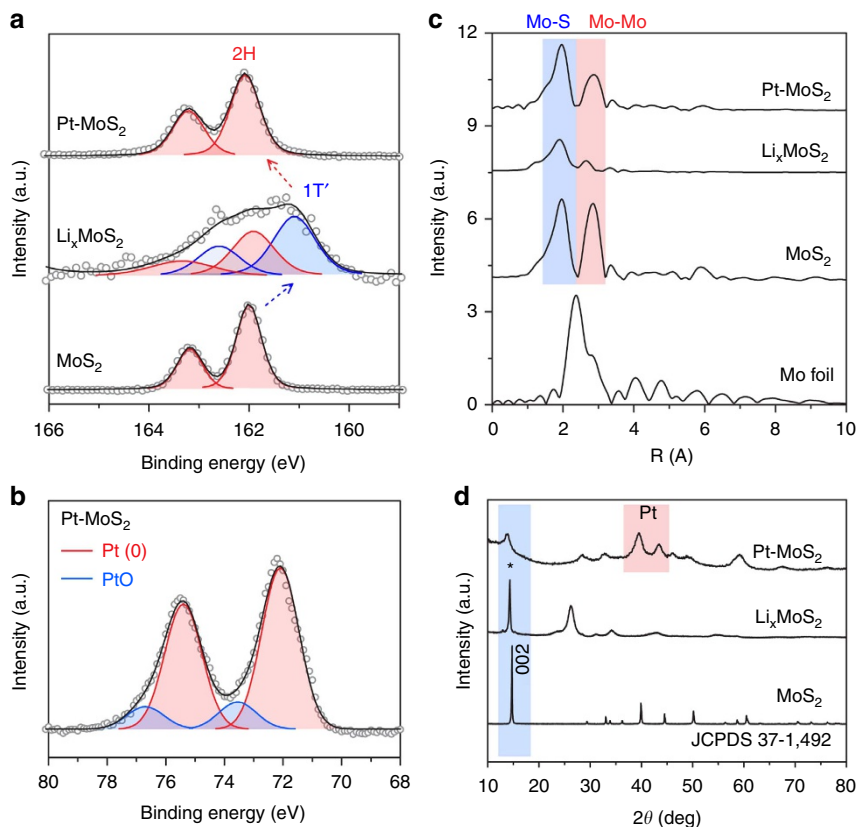 a
2H
Pt-MoS₂
1T′
LiₓMoS₂
MoS₂
Intensity (a.u.)
166 164 162 160
Binding energy (eV)
b
Pt-MoS₂
Pt (0)
PtO
Intensity (a.u.)
80 78 76 74 72 70 68
Binding energy (eV)
c
Mo-S Mo-Mo
12
9
6
3
0
Pt-MoS₂
LiₓMoS₂
MoS₂
Mo foil
Intensity (a.u.)
0 2 4 6 8 10
R (A)
d
Pt
Pt-MoS₂
*
LiₓMoS₂
002
MoS₂
JCPDS 37-1,492
Intensity (a.u.)
10 20 30 40 50 60 70 80
2θ (deg)